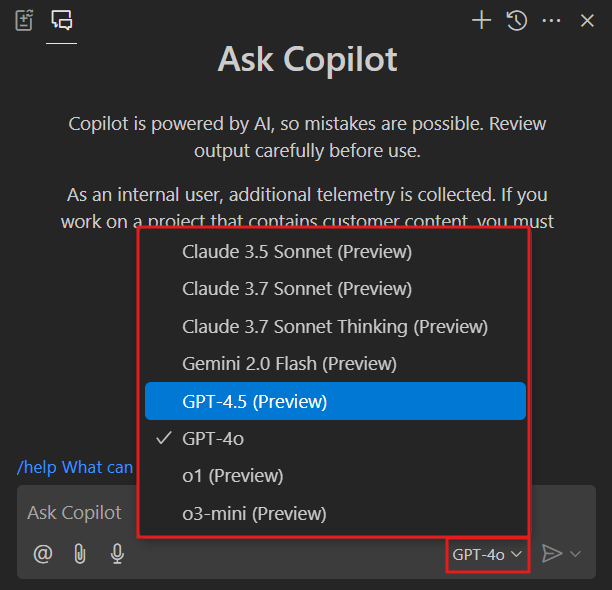 Ask Copilot
Copilot is powered by AI, so mistakes are possible. Review
output carefully before use.
As an internal user, additional telemetry is collected. If you
work on a project that contains customer content, you must
Claude 3.5 Sonnet (Preview)
Claude 3.7 Sonnet (Preview)
Claude 3.7 Sonnet Thinking (Preview)
Gemini 2.0 Flash (Preview)
GPT-4.5 (Preview)
GPT-4o
o1 (Preview)
o3-mini (Preview)
/help What can
Ask Copilot
@
GPT-4o